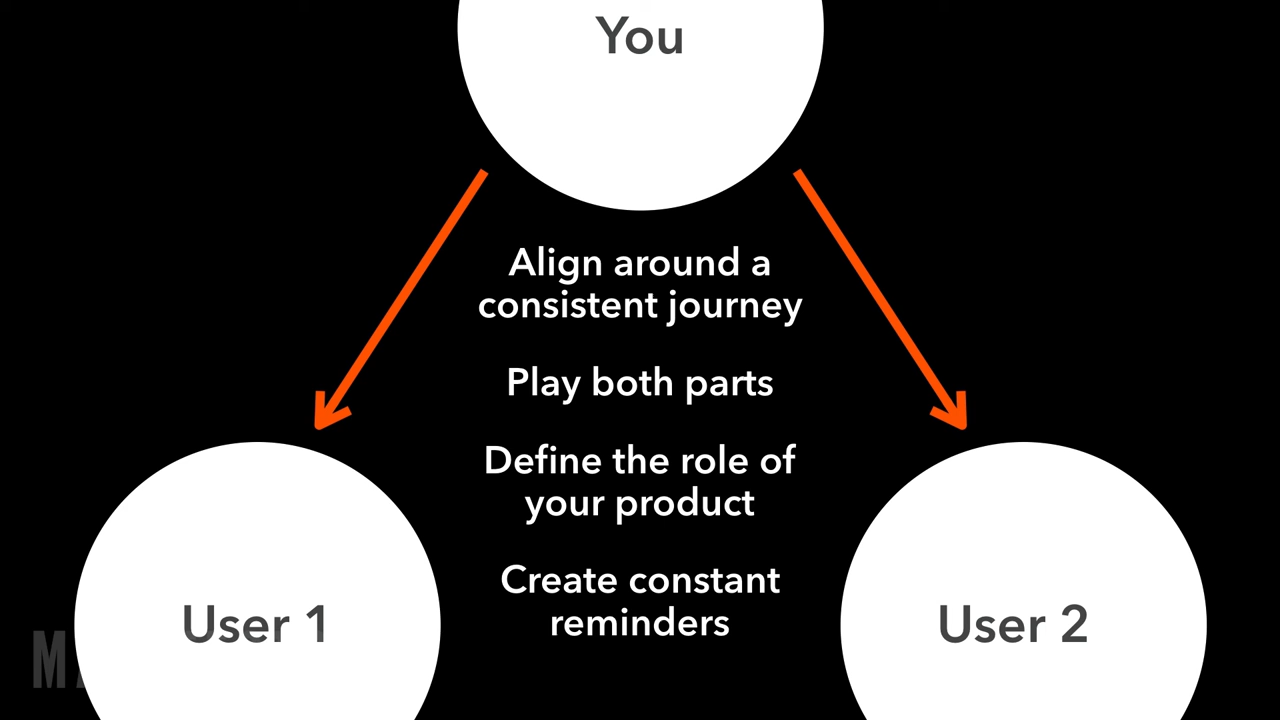 You
Align around a
consistent journey
Play both parts
Define the role of
your product
Create constant
reminders
User 1
User 2